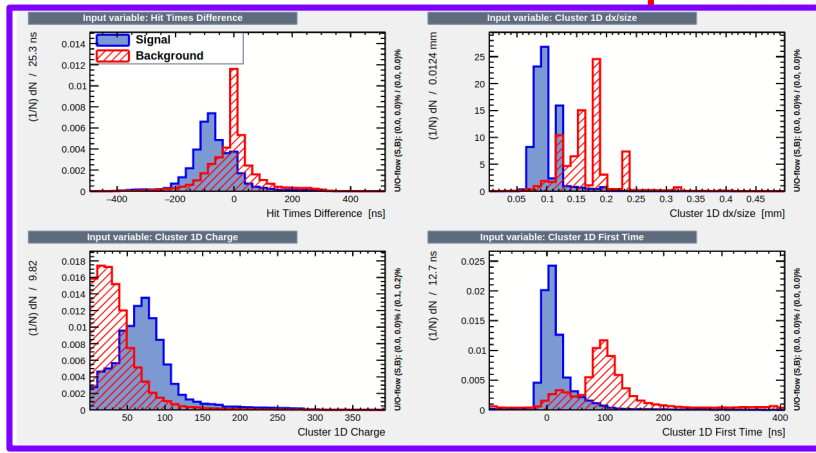 Input variable: Hit Times Difference
(1/N) dN / 25.3 ns
0.014
0.012
0.01
0.008
0.006
0.004
0.002
0
Signal
Background
−400 −200 0 200 400
Hit Times Difference [ns]
U/O-flow (S,B): (0.0, 0.0)% / (0.0, 0.0)%
Input variable: Cluster 1D dx/size
(1/N) dN / 0.0124 mm
25
20
15
10
5
0
0.05 0.1 0.15 0.2 0.25 0.3 0.35 0.4 0.45
Cluster 1D dx/size [mm]
U/O-flow (S,B): (0.0, 0.0)% / (0.0, 0.0)%
Input variable: Cluster 1D Charge
(1/N) dN / 9.82
0.018
0.016
0.014
0.012
0.01
0.008
0.006
0.004
0.002
0
50 100 150 200 250 300 350
Cluster 1D Charge
U/O-flow (S,B): (0.0, 0.0)% / (0.1, 0.2)%
Input variable: Cluster 1D First Time
(1/N) dN / 12.7 ns
0.025
0.02
0.015
0.01
0.005
0
0 100 200 300 400
Cluster 1D First Time [ns]
U/O-flow (S,B): (0.0, 0.0)% / (0.0, 0.0)%